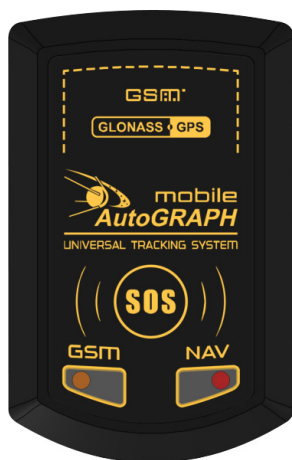 GSM
GLONASS GPS
mobile
AutoGRAPH
UNIVERSAL TRACKING SYSTEM
SOS
GSM NAV